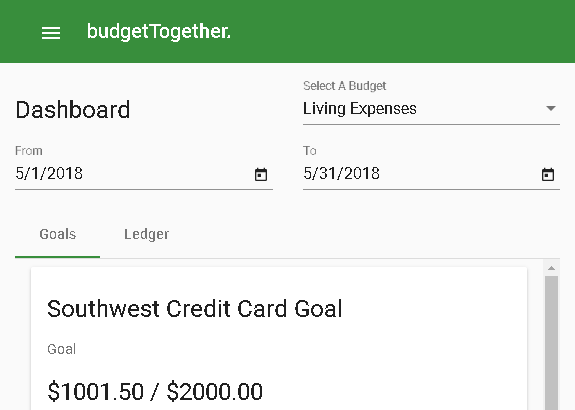 budgetTogether.
Dashboard
Select A Budget
Living Expenses
From
5/1/2018
To
5/31/2018
Goals
Ledger
Southwest Credit Card Goal
Goal
$1001.50 / $2000.00